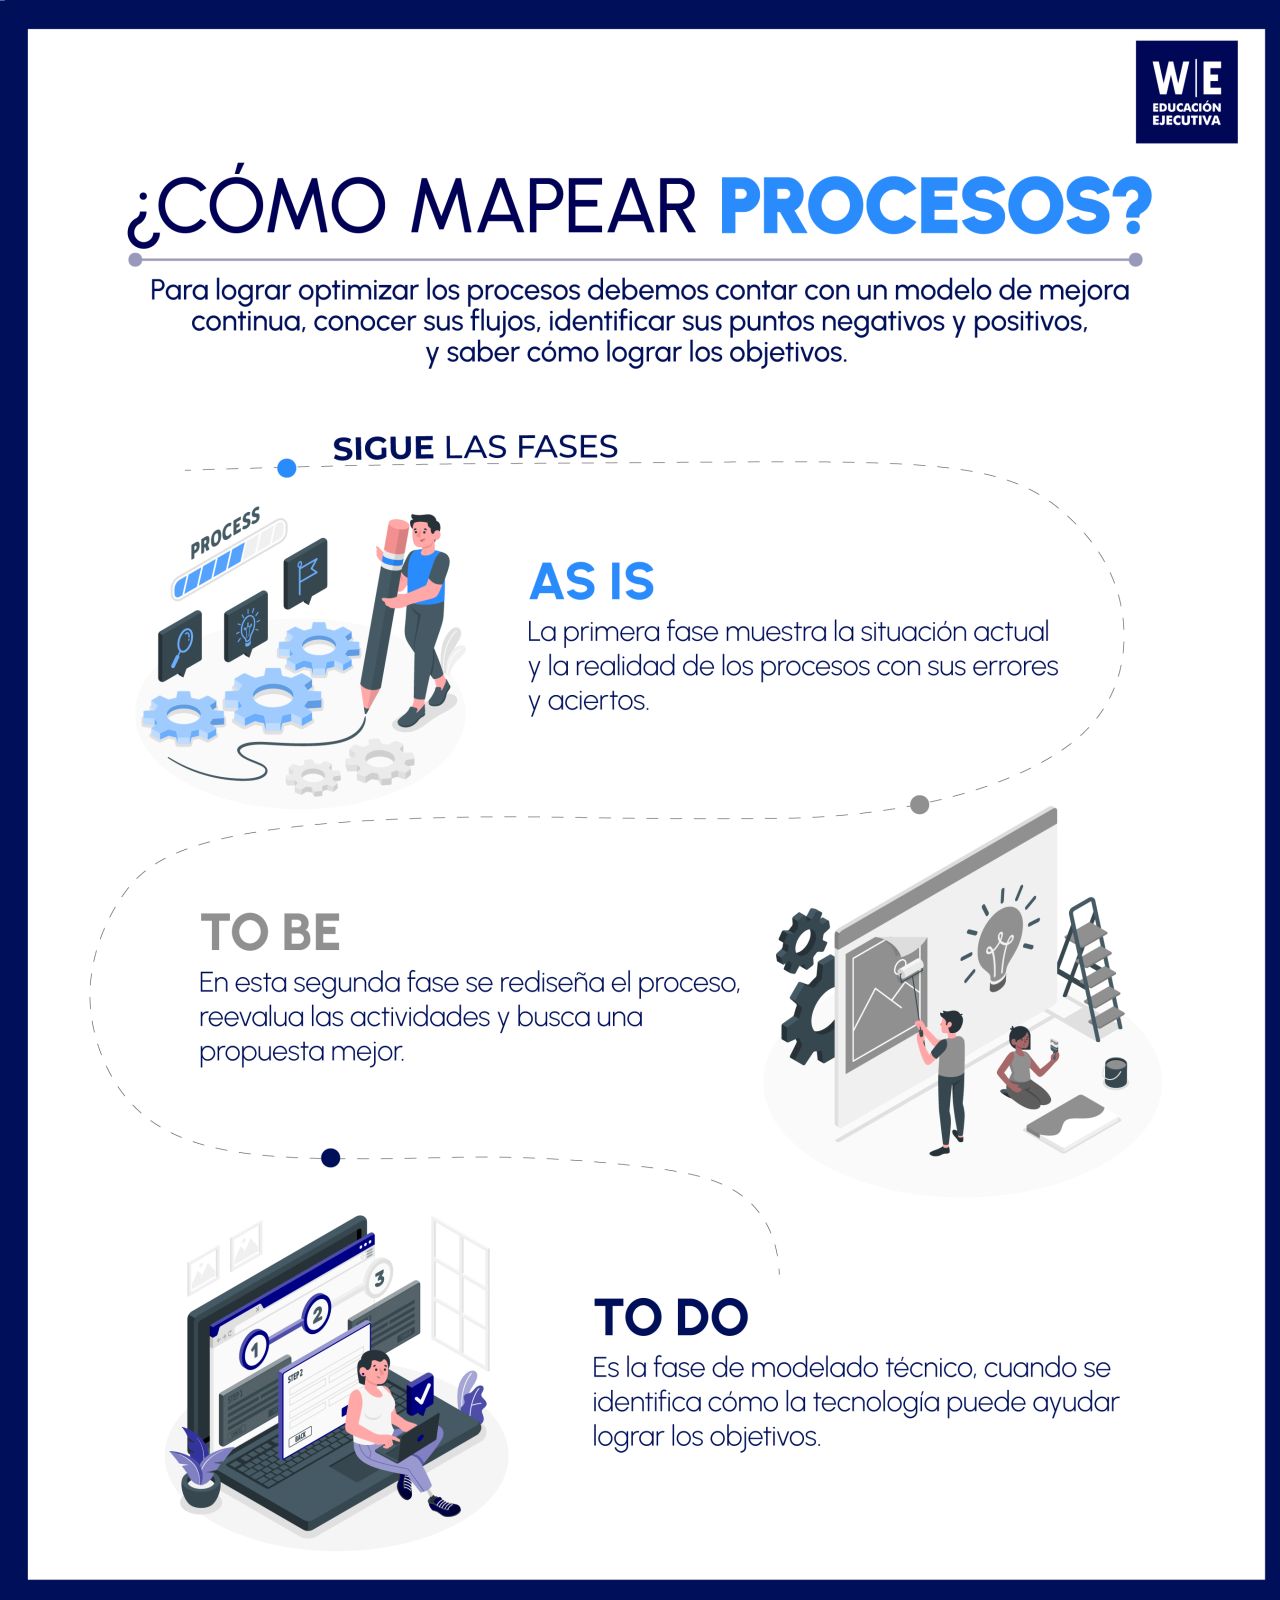 W|E
EDUCACIÓN
EJECUTIVA
¿CÓMO MAPEAR PROCESOS?
Para lograr optimizar los procesos debemos contar con un modelo de mejora
continua, conocer sus flujos, identificar sus puntos negativos y positivos,
y saber cómo lograr los objetivos.
SIGUE LAS FASES
PROCESS
AS IS
La primera fase muestra la situación actual
y la realidad de los procesos con sus errores
y aciertos.
TO BE
En esta segunda fase se rediseña el proceso,
reevalua las actividades y busca una
propuesta mejor.
1
2
3
STEP 2
BACK
TO DO
Es la fase de modelado técnico, cuando se
identifica cómo la tecnología puede ayudar
lograr los objetivos.